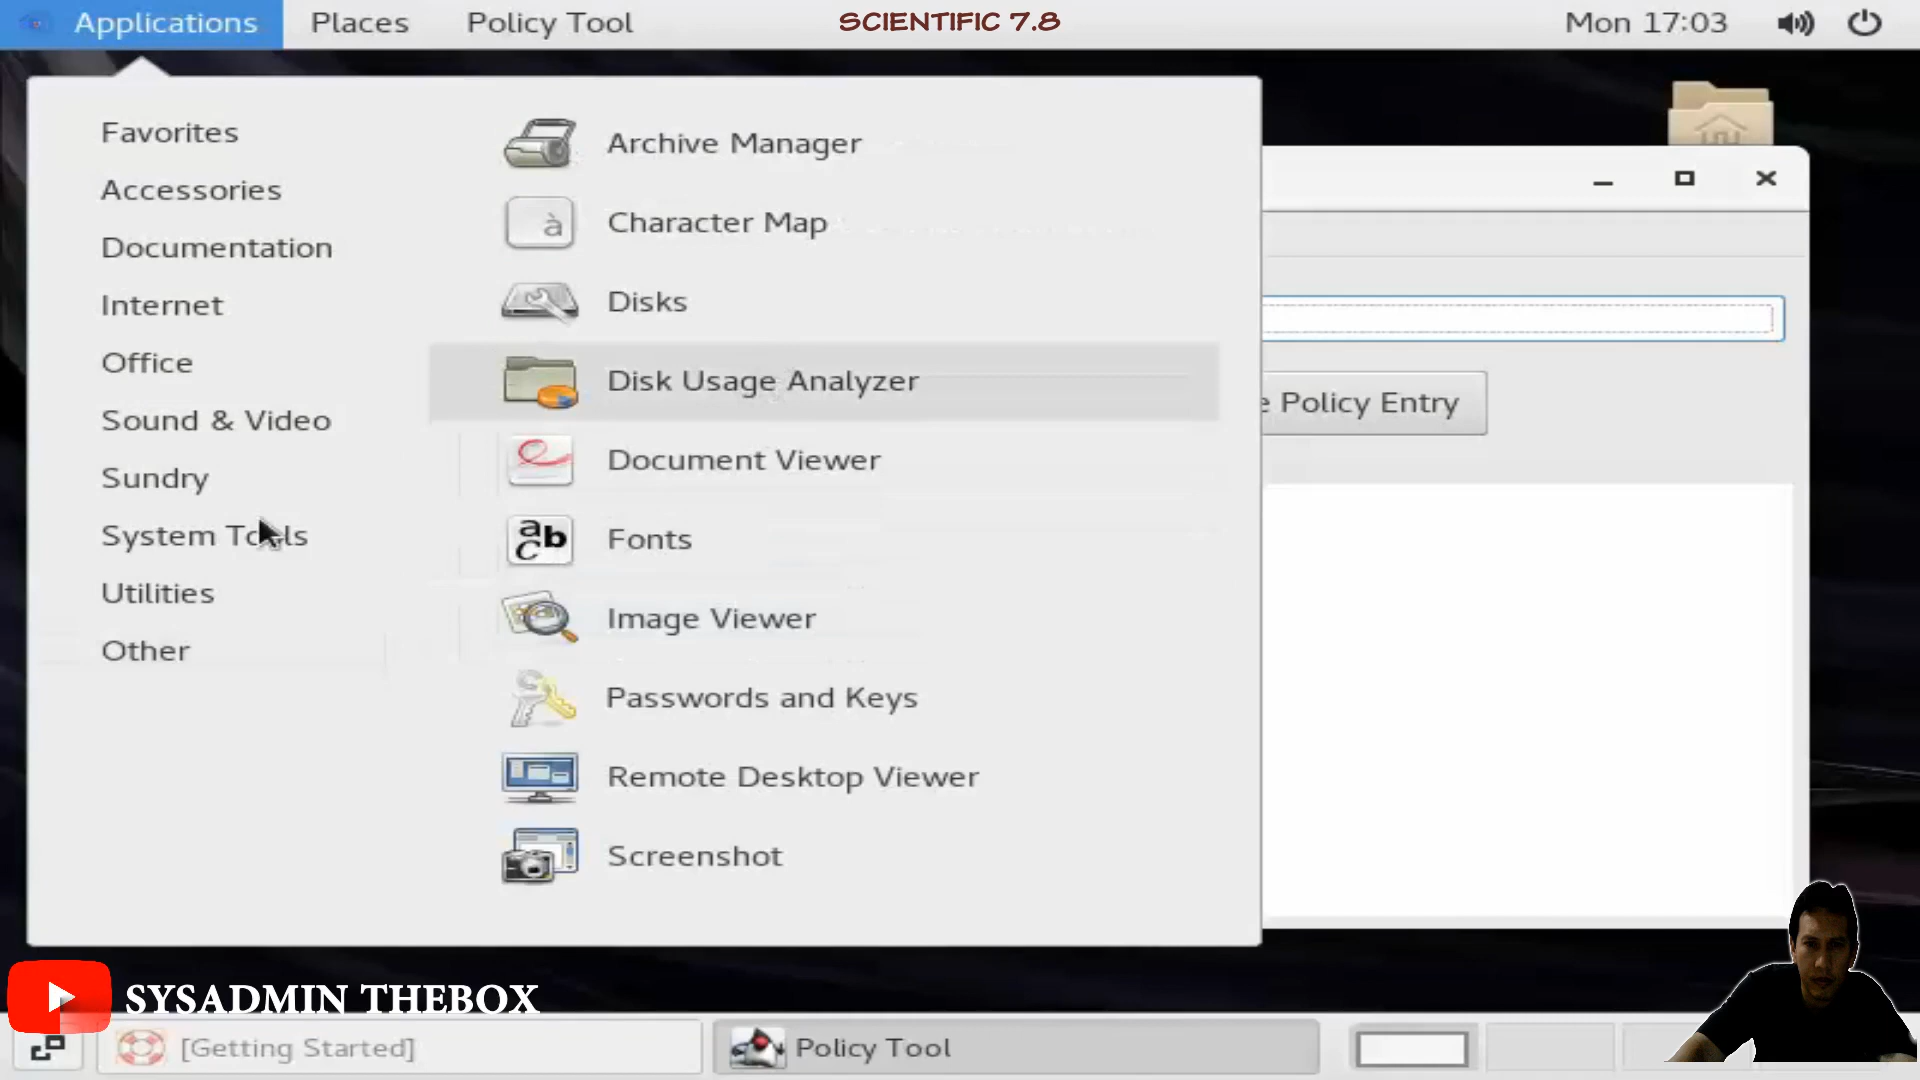 Applications Places Policy Tool SCIENTIFIC 7.8 Mon 17:03
Favorites
Accessories
Documentation
Internet
Office
Sound & Video
Sundry
System Tools
Utilities
Other
Archive Manager
à
Character Map
Disks
Disk Usage Analyzer
Document Viewer
abc
Fonts
Image Viewer
Passwords and Keys
Remote Desktop Viewer
Screenshot
e Policy Entry
SYSADMIN THEBOX
[Getting Started] Policy Tool